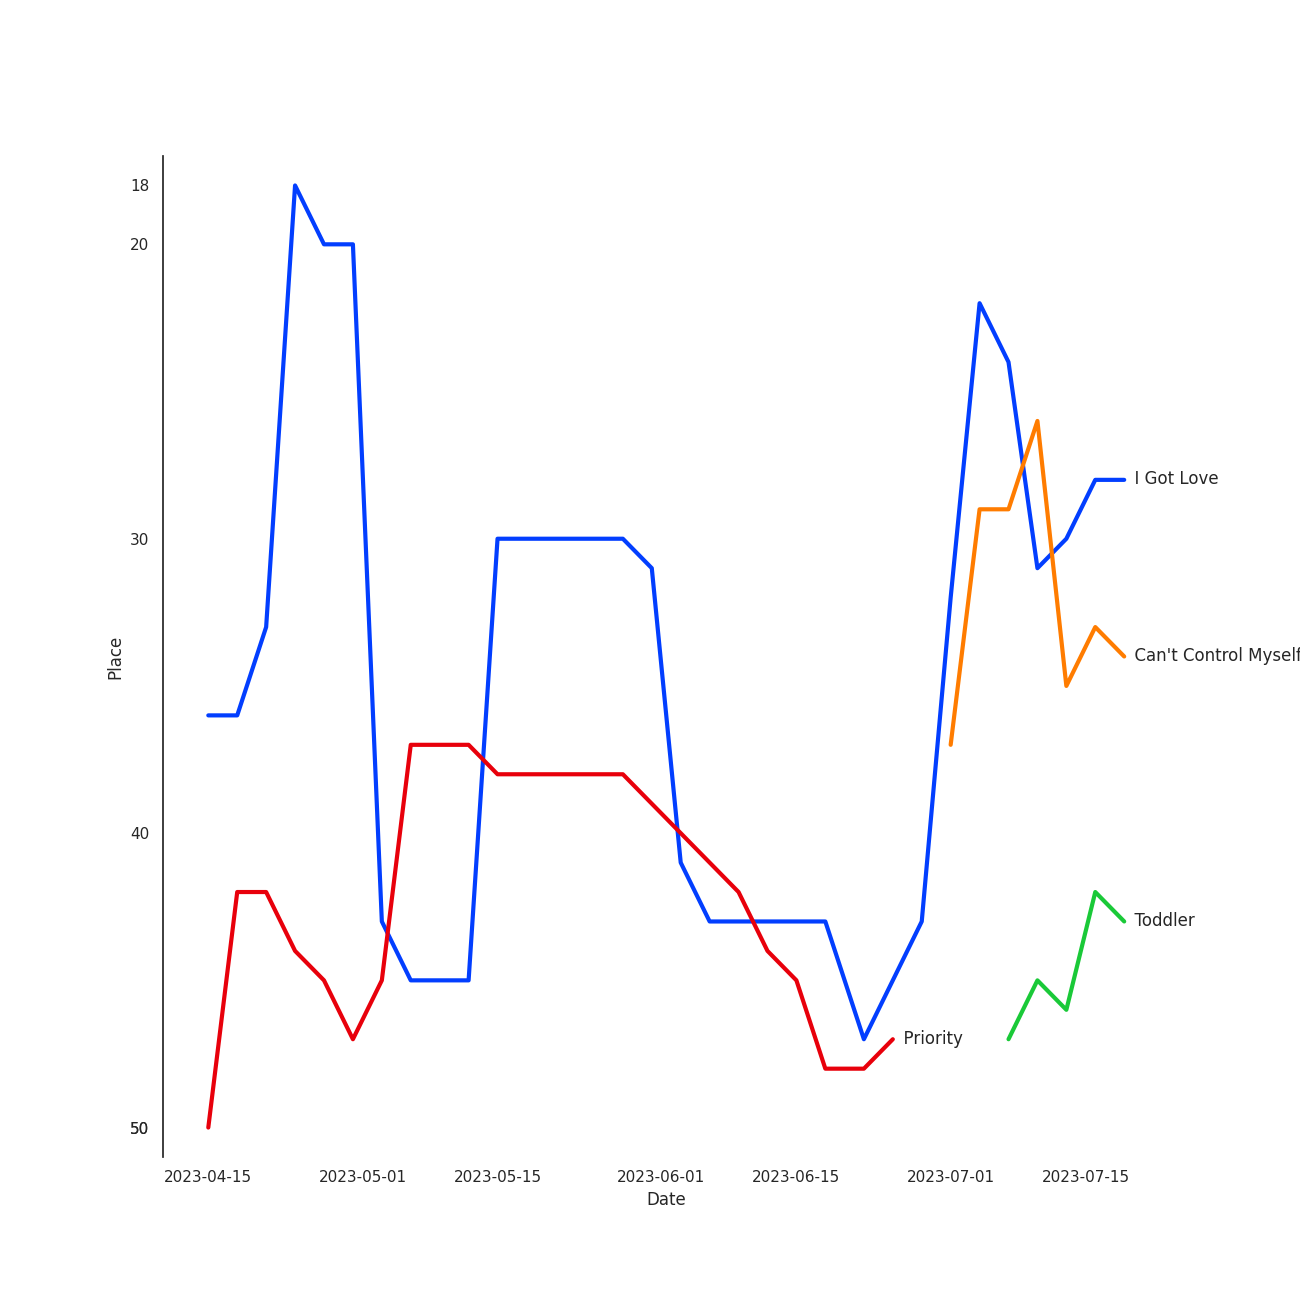 18
20
30
40
50
Place
2023-04-15
2023-05-01
2023-05-15
2023-06-01
2023-06-15
2023-07-01
2023-07-15
Date
I Got Love
Can't Control Myself
Toddler
Priority